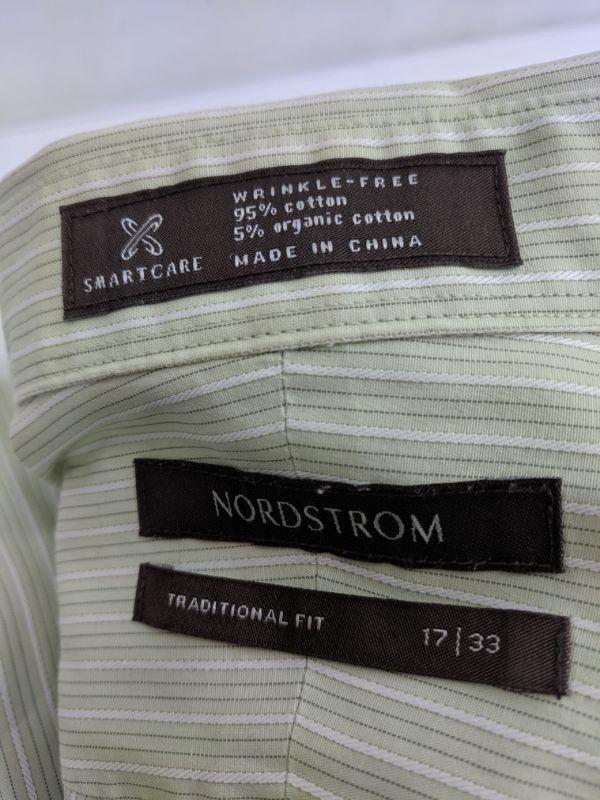 WRINKLE-FREE
95% cotton
5% organic cotton
MADE IN CHINA
SMARTCARE
NORDSTROM
TRADITIONAL FIT 17|33